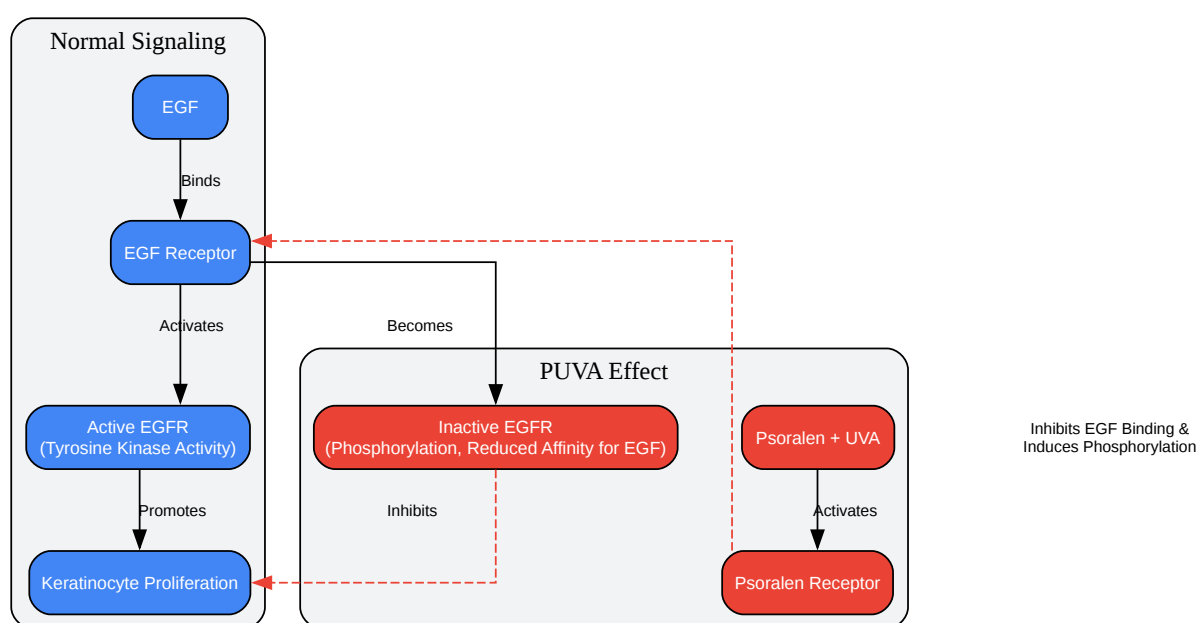 Normal Signaling
EGF
Binds
EGF Receptor
Activates
Becomes
PUVA Effect
Active EGFR
(Tyrosine Kinase Activity)
Inactive EGFR
(Phosphorylation, Reduced Affinity for EGF)
Psoralen + UVA
Inhibits EGF Binding &
Induces Phosphorylation
Promotes
Inhibits
Activates
Keratinocyte Proliferation
Psoralen Receptor